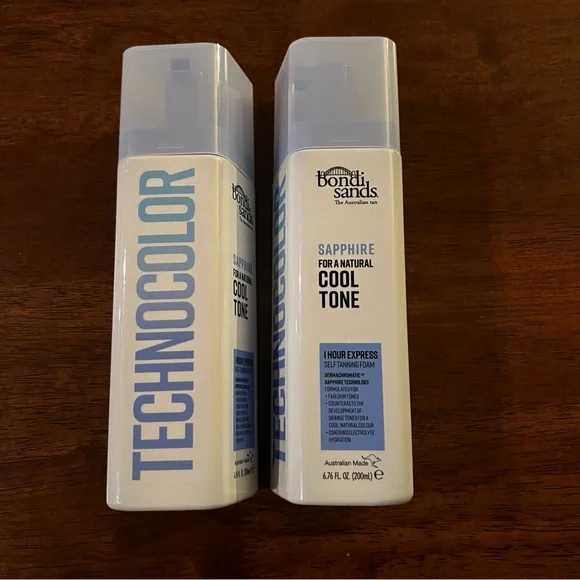 TECHNOCOLOR
bondi
sands
SAPPHIRE
FOR A NATURAL
COOL
TONE
TECHNOCOLOR
bondi
sands.
The Australian tan
SAPPHIRE
FOR A NATURAL
COOL
TONE
1 HOUR EXPRESS
SELF TANNING FOAM
DERMACHROMATIC™
SAPPHIRE TECHNOLOGY
FORMULATED FOR
• FAIR SKIN TONES
• COUNTERACTS THE
DEVELOPMENT OF
ORANGE TONES FOR A
COOL, NATURAL COLOUR
• CONTAINS ELECTROLYTE
HYDRATION
Australian Made
6.76 FL. OZ. (200mL) e